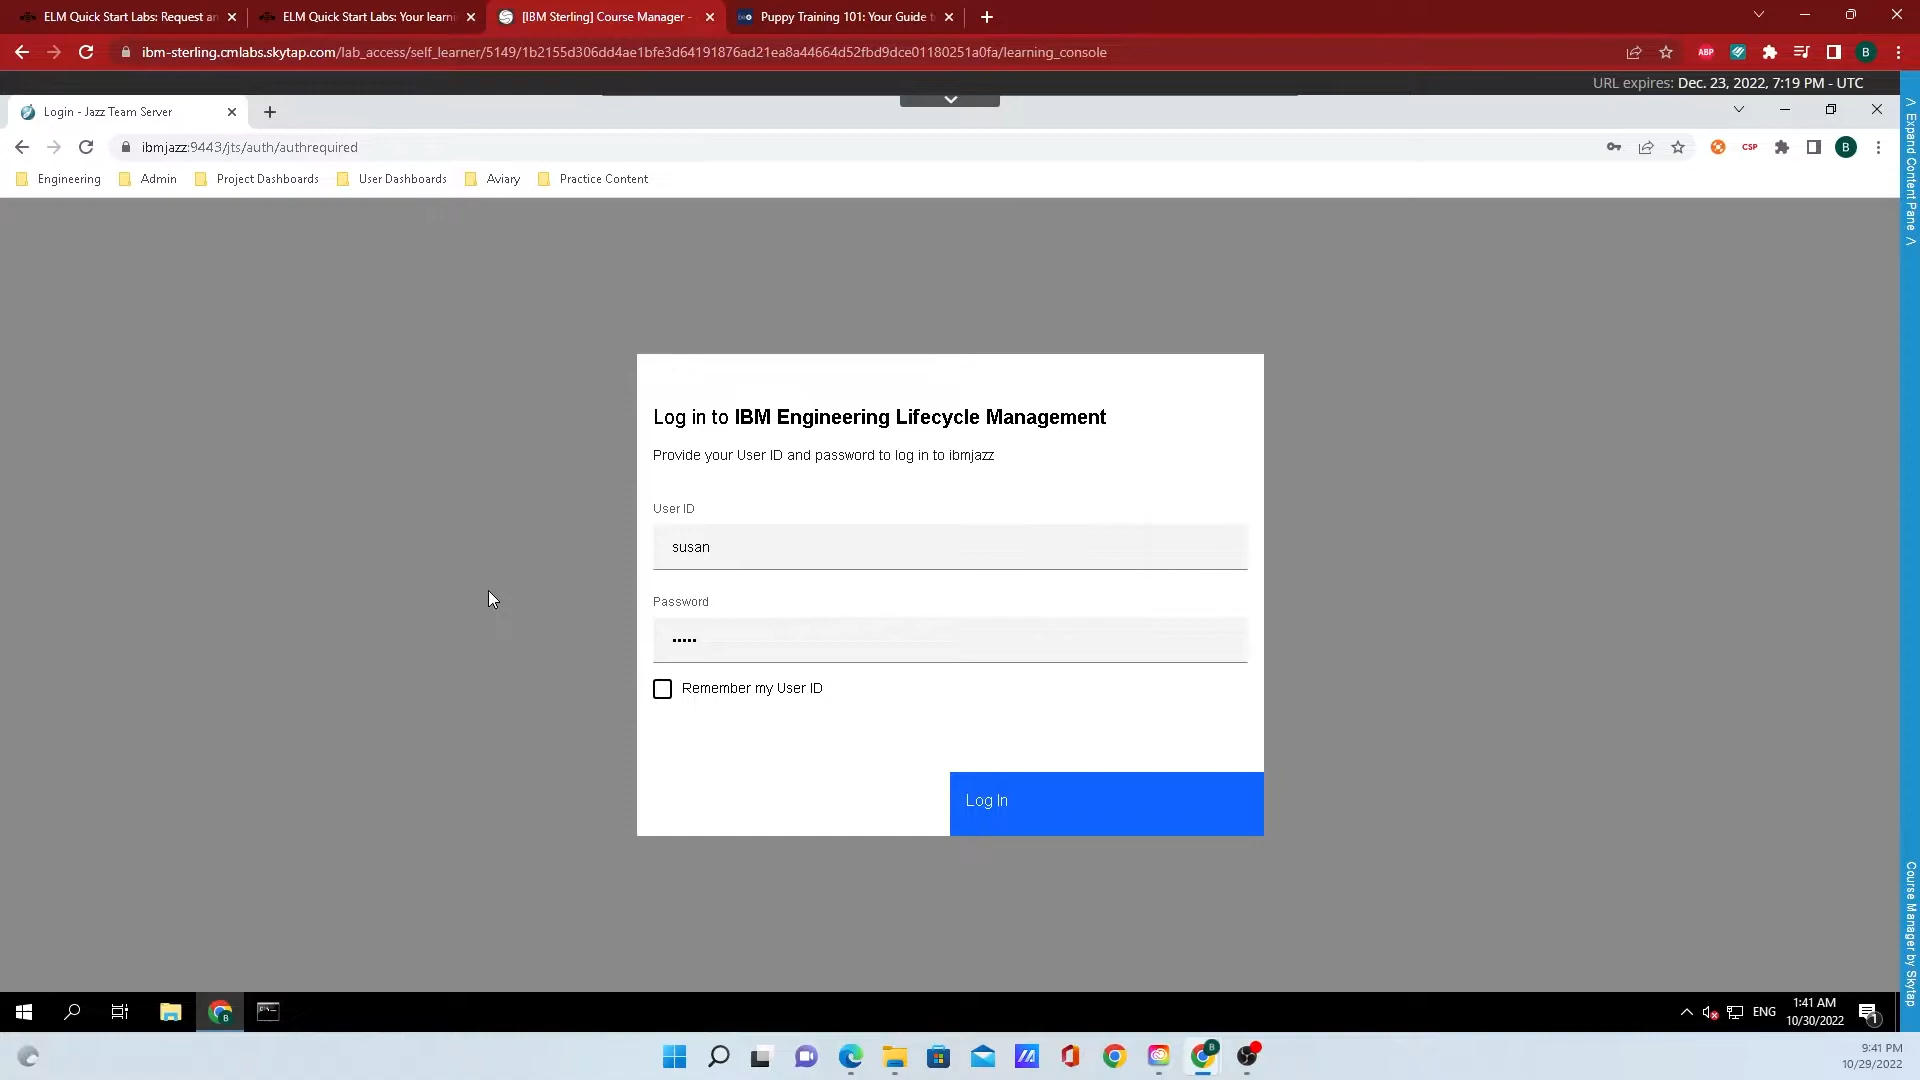 ELM Quick Start Labs: Request an
ELM Quick Start Labs: Your learni
[IBM Sterling] Course Manager -
Puppy Training 101: Your Guide t
ibm-sterling.cmlabs.skytap.com/lab_access/self_learner/5149/1b2155d306dd4ae1bfe3d64191876ad21ea8a44664d52fbd9dce01180251a0fa/learning_console
ABP
B
URL expires: Dec. 23, 2022, 7:19 PM - UTC
Login - Jazz Team Server
ibmjazz:9443/jts/auth/authrequired
CSP
B
Engineering
Admin
Project Dashboards
User Dashboards
Aviary
Practice Content
Expand Content Pane
Log in to IBM Engineering Lifecycle Management
Provide your User ID and password to log in to ibmjazz
User ID
susan
Password
•••••
Remember my User ID
Log In
Course Manager by Skytap
ENG
1:41 AM
10/30/2022
1
9:41 PM
10/29/2022